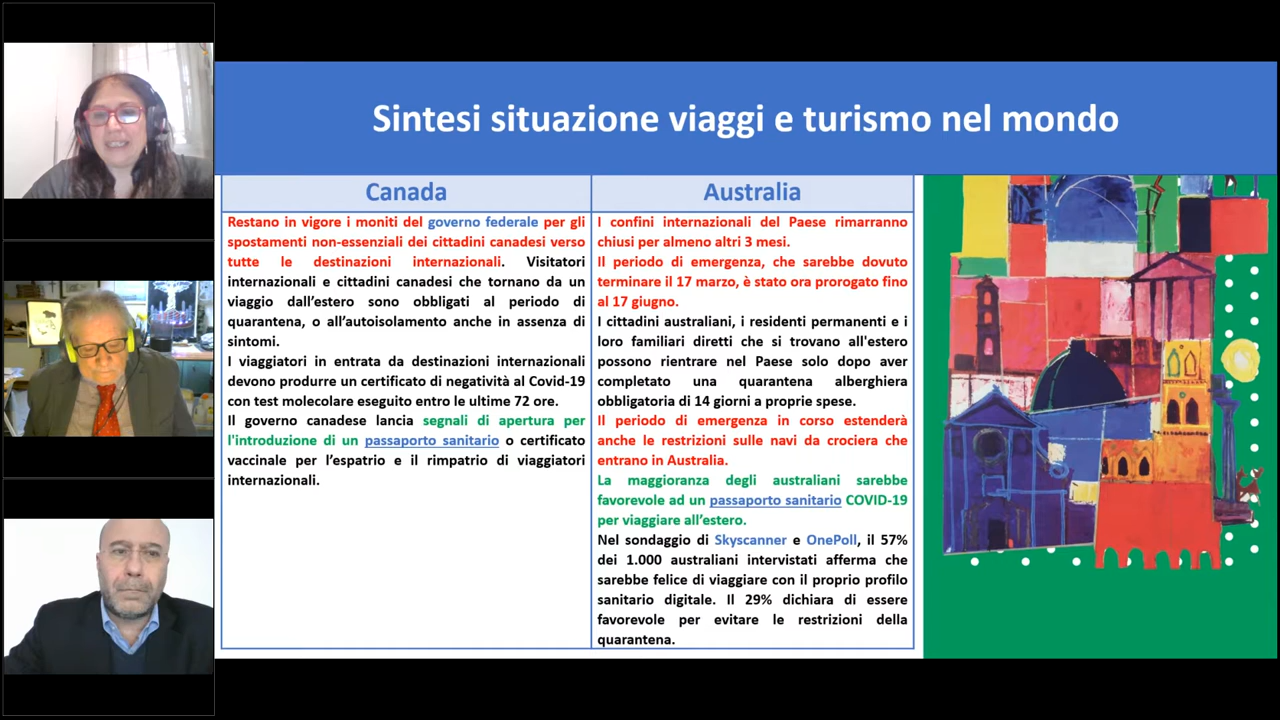 Sintesi situazione viaggi e turismo nel mondo
Canada
Restano in vigore i moniti del governo federale per gli
spostamenti non-essenziali dei cittadini canadesi verso
tutte le destinazioni internazionali. Visitatori
internazionali e cittadini canadesi che tornano da un
viaggio dall’estero sono obbligati al periodo di
quarantena, o all’autoisolamento anche in assenza di
sintomi.
I viaggiatori in entrata da destinazioni internazionali
devono produrre un certificato di negatività al Covid-19
con test molecolare eseguito entro le ultime 72 ore.
Il governo canadese lancia segnali di apertura per
l'introduzione di un passaporto sanitario o certificato
vaccinale per l’espatrio e il rimpatrio di viaggiatori
internazionali.
Australia
I confini internazionali del Paese rimarranno
chiusi per almeno altri 3 mesi.
Il periodo di emergenza, che sarebbe dovuto
terminare il 17 marzo, è stato ora prorogato fino
al 17 giugno.
I cittadini australiani, i residenti permanenti e i
loro familiari diretti che si trovano all'estero
possono rientrare nel Paese solo dopo aver
completato una quarantena alberghiera
obbligatoria di 14 giorni a proprie spese.
Il periodo di emergenza in corso estenderà
anche le restrizioni sulle navi da crociera che
entrano in Australia.
La maggioranza degli australiani sarebbe
favorevole ad un passaporto sanitario COVID-19
per viaggiare all’estero.
Nel sondaggio di Skyscanner e OnePoll, il 57%
dei 1.000 australiani intervistati afferma che
sarebbe felice di viaggiare con il proprio profilo
sanitario digitale. Il 29% dichiara di essere
favorevole per evitare le restrizioni della
quarantena.